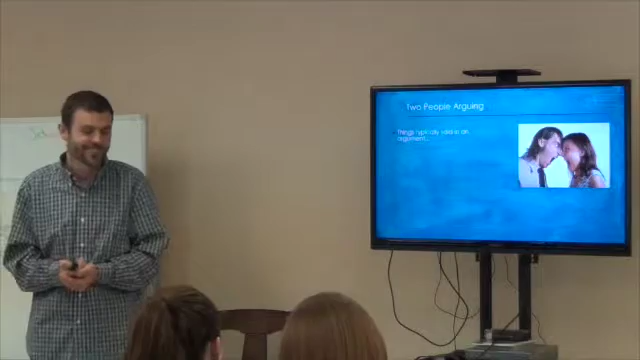 Two People Arguing
Things typically said in an
argument...